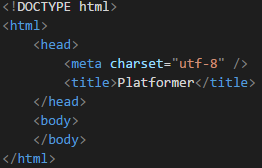 <!DOCTYPE html>
<html>
    <head>
        <meta charset="utf-8" />
        <title>Platformer</title>
    </head>
    <body>
    </body>
</html>